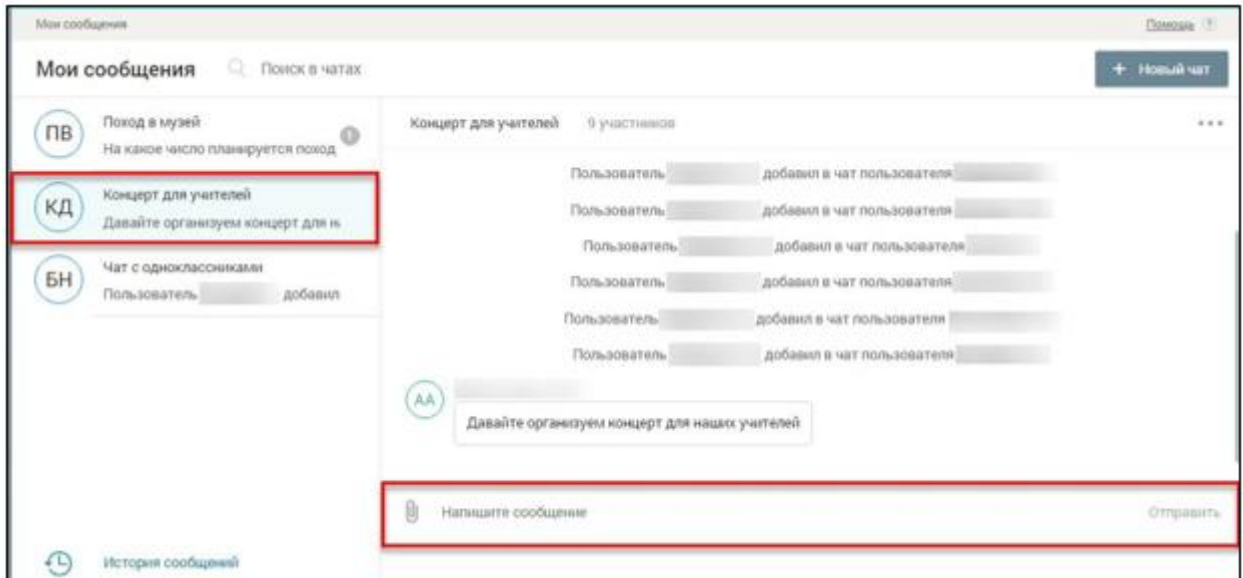 Мои сообщения
Помощь ?
Мои сообщения
Поиск в чатах
+ Новый чат
ПВ
Поход в музей
На какое число планируется поход
1
КД
Концерт для учителей
Давайте организуем концерт для н
БН
Чат с одноклассниками
Пользователь добавил
История сообщений
Концерт для учителей 9 участников
Пользователь добавил в чат пользователя
Пользователь добавил в чат пользователя
Пользователь добавил в чат пользователя
Пользователь добавил в чат пользователя
Пользователь добавил в чат пользователя
Пользователь добавил в чат пользователя
АА
Давайте организуем концерт для наших учителей
Напишите сообщение
Отправить